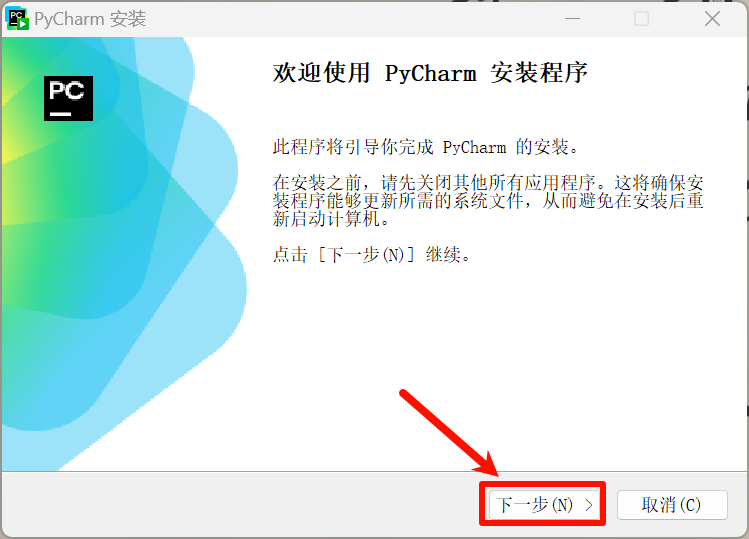 PyCharm 安装
PC
欢迎使用 PyCharm 安装程序
此程序将引导你完成 PyCharm 的安装。
在安装之前，请先关闭其他所有应用程序。这将确保安
装程序能够更新所需的系统文件，从而避免在安装后重
新启动计算机。
点击 [下一步(N)] 继续。
下一步(N) >
取消(C)